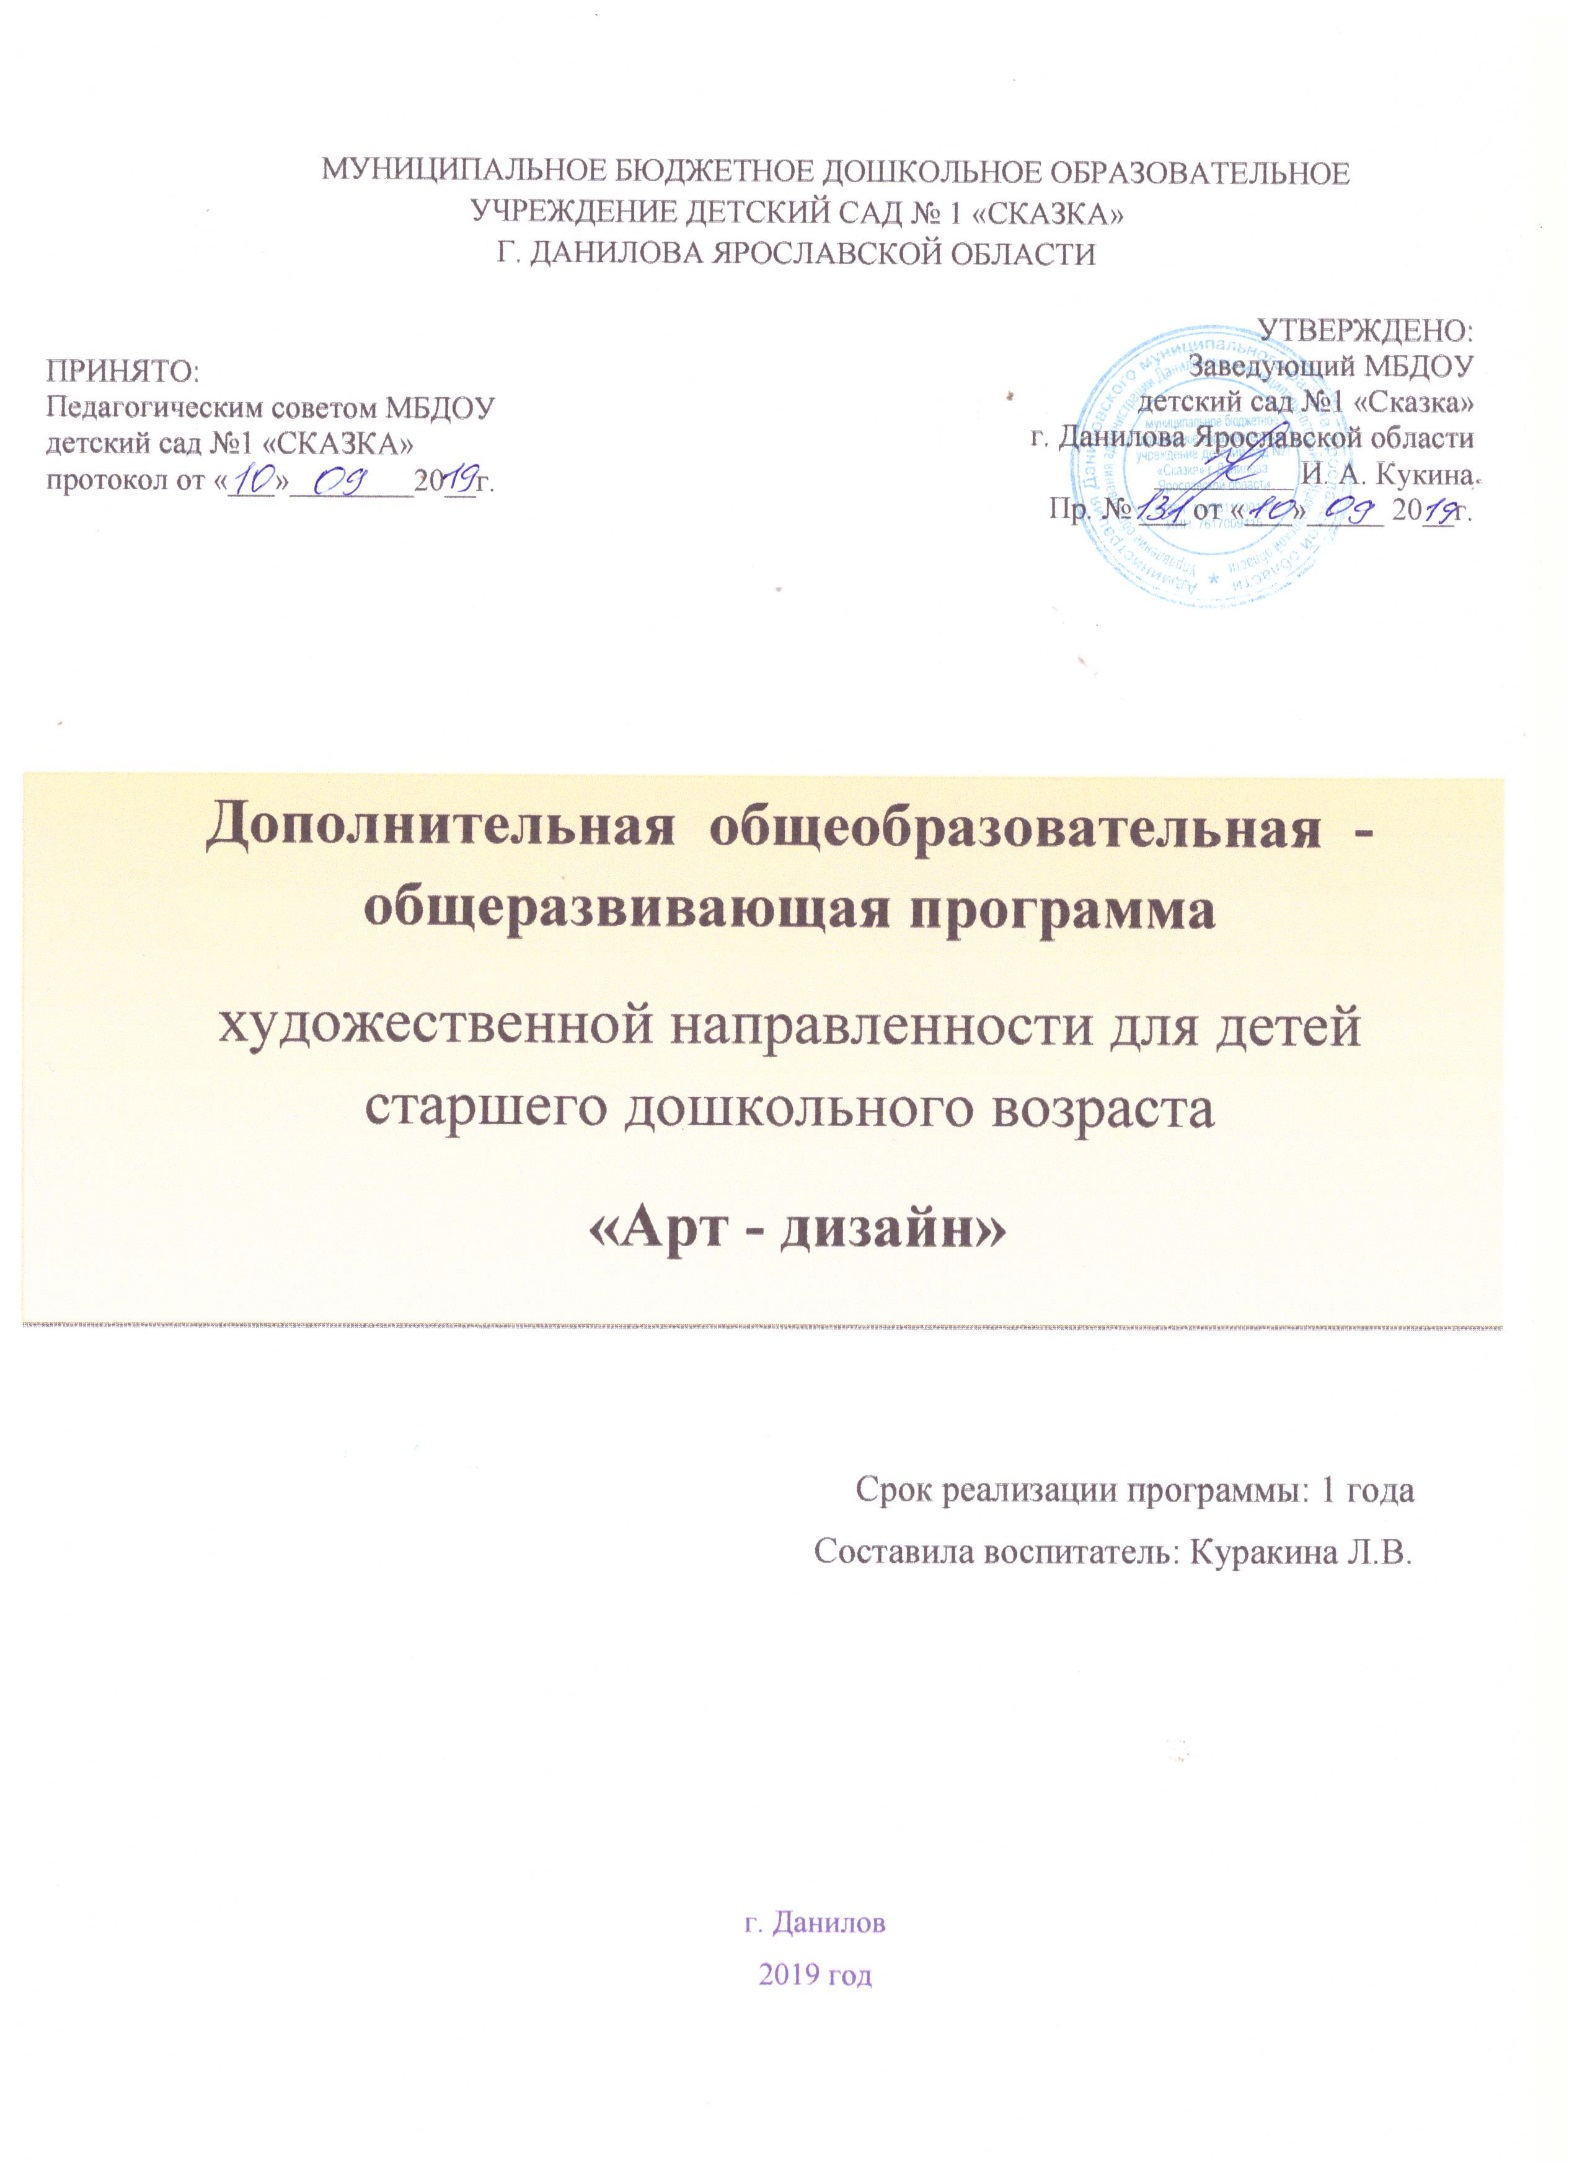 МУНИЦИПАЛЬНОЕ БЮДЖЕТНОЕ ДОШКОЛЬНОЕ ОБРАЗОВАТЕЛЬНОЕ
УЧРЕЖДЕНИЕ ДЕТСКИЙ САД № 1 «СКАЗКА»
Г. ДАНИЛОВА ЯРОСЛАВСКОЙ ОБЛАСТИ
ПРИНЯТО:
Педагогическим советом МБДОУ
детский сад №1 «СКАЗКА»
протокол от «10» 09 2019г.
УТВЕРЖДЕНО:
Заведующий МБДОУ
детский сад №1 «Сказка»
г. Данилова Ярославской области
И. А. Кукина.
Пр. № 131 от «10» 09 2019г.
Дополнительная общеобразовательная -
общеразвивающая программа
художественной направленности для детей
старшего дошкольного возраста
«Арт - дизайн»
Срок реализации программы: 1 года
Составила воспитатель: Куракина Л.В.
г. Данилов
2019 год